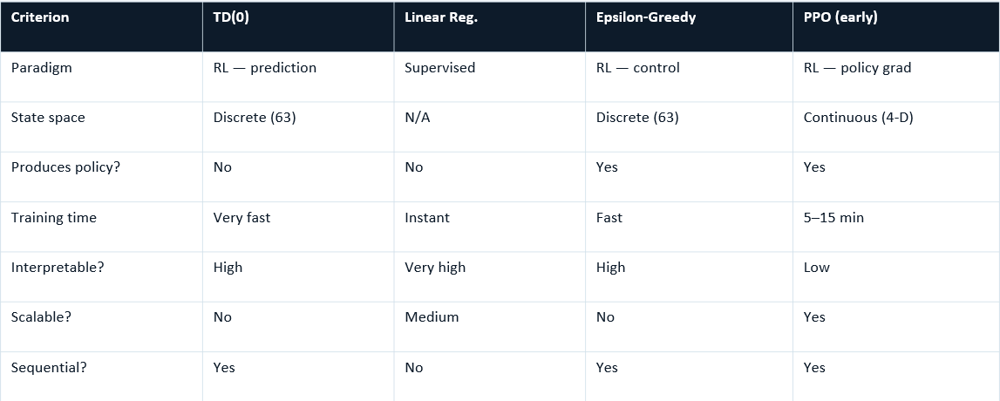 Criterion TD(0) Linear Reg. Epsilon-Greedy PPO (early)
Paradigm RL — prediction Supervised RL — control RL — policy grad
State space Discrete (63) N/A Discrete (63) Continuous (4-D)
Produces policy? No No Yes Yes
Training time Very fast Instant Fast 5–15 min
Interpretable? High Very high High Low
Scalable? No Medium No Yes
Sequential? Yes No Yes Yes